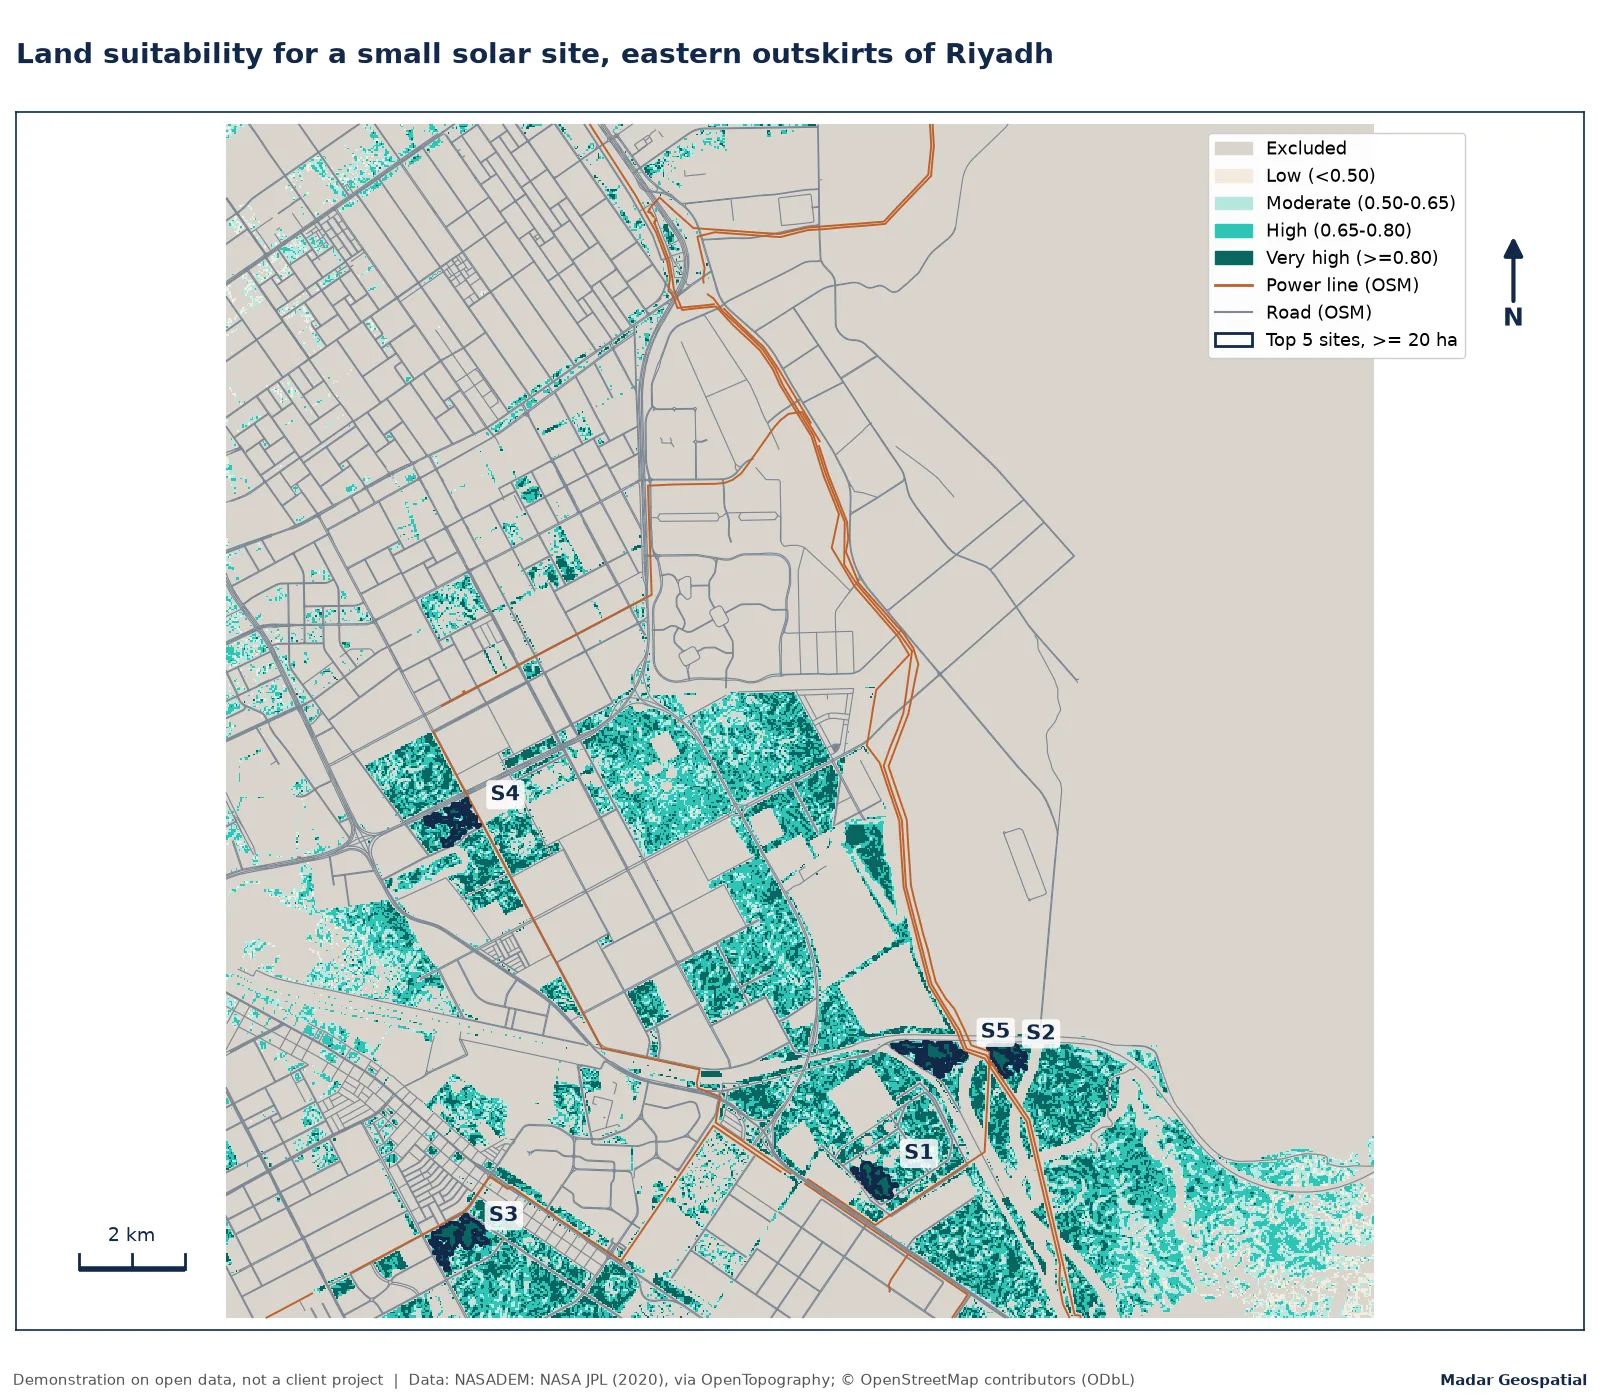 Land suitability for a small solar site, eastern outskirts of Riyadh
Excluded
Low (<0.50)
Moderate (0.50-0.65)
High (0.65-0.80)
Very high (>=0.80)
Power line (OSM)
Road (OSM)
Top 5 sites, >= 20 ha
N
S4
S5
S2
S1
S3
2 km
Demonstration on open data, not a client project | Data: NASADEM: NASA JPL (2020), via OpenTopography; © OpenStreetMap contributors (ODbL)
Madar Geospatial